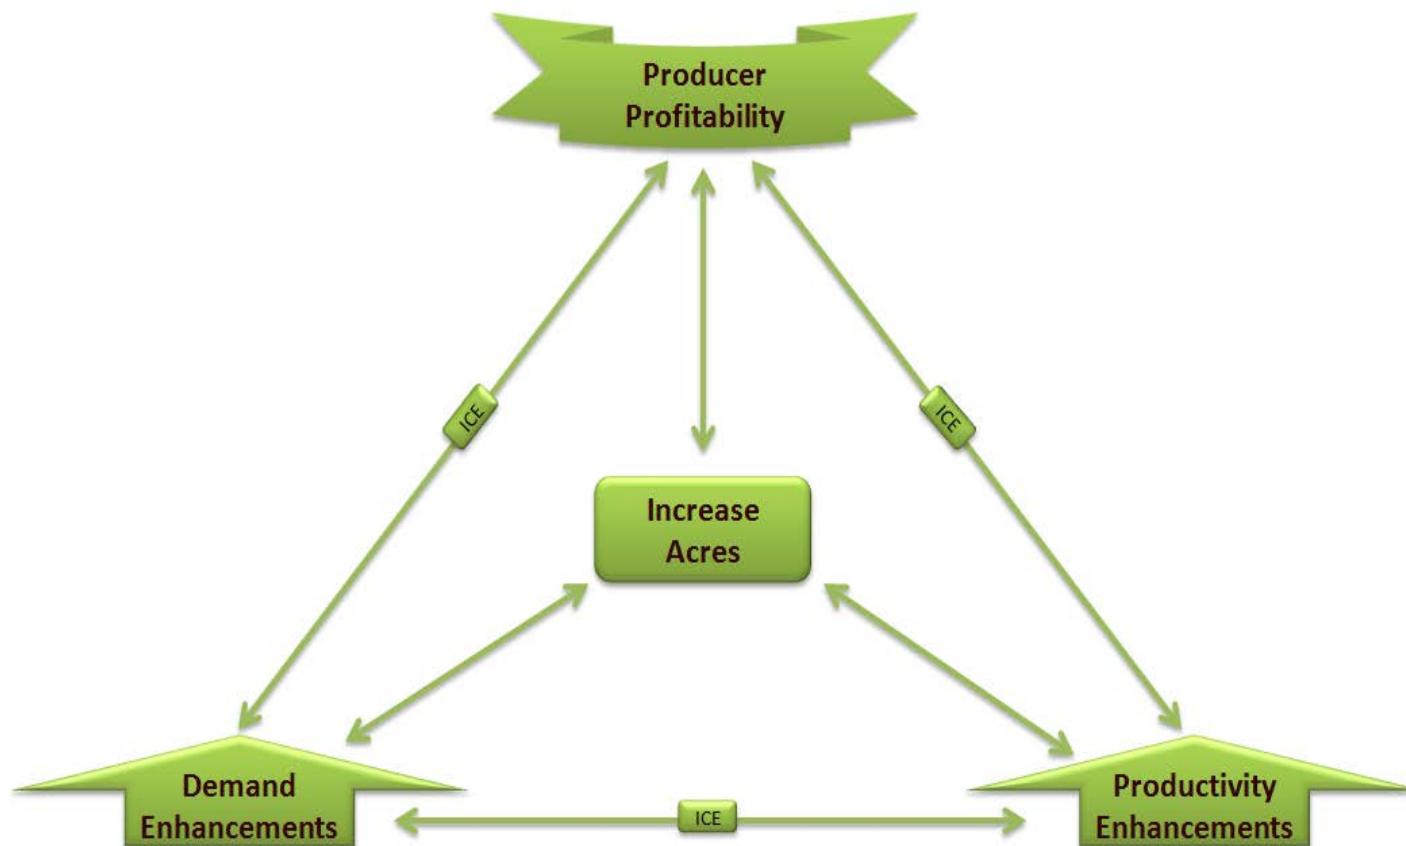 Producer
Profitability
ICE
ICE
Increase
Acres
Demand
Enhancements
ICE
Productivity
Enhancements